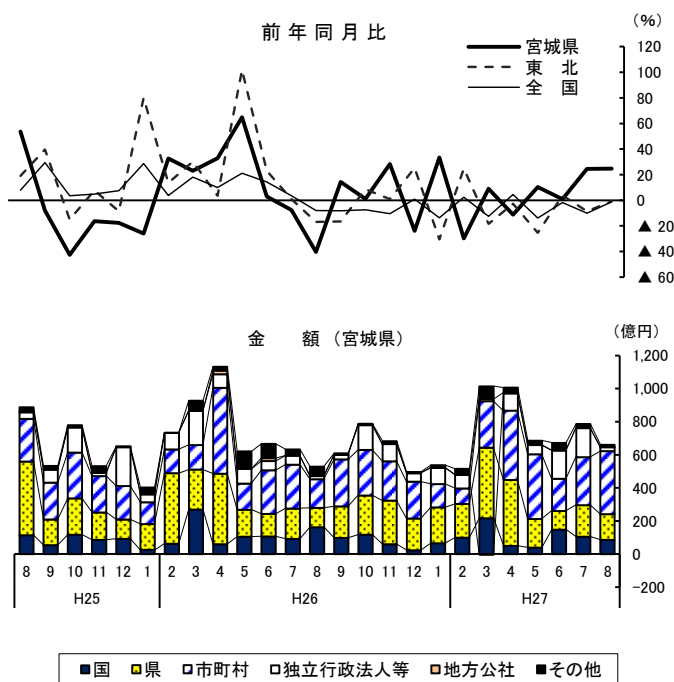 前年同月比
(％)
宮城県
東　北
全　国
120
100
80
60
40
20
0
▲ 20
▲ 40
▲ 60
金　　額（宮城県）
(億円)
1,200
1,000
800
600
400
200
0
−200
8 9 10 11 12 1 2 3 4 5 6 7 8 9 10 11 12 1 2 3 4 5 6 7 8
H25 H26 H27
■国 ■県 ■市町村 □独立行政法人等 ■地方公社 ■その他